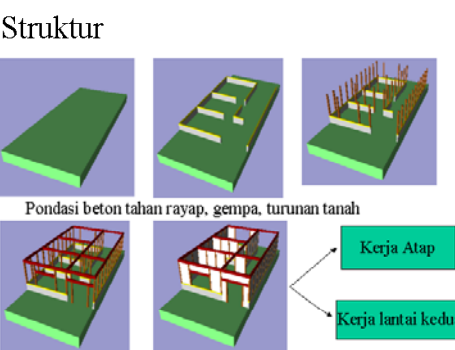 Struktur
Pondasi beton tahan rayap, gempa, turunan tanah
Kerja Atap
Kerja lantai kedu